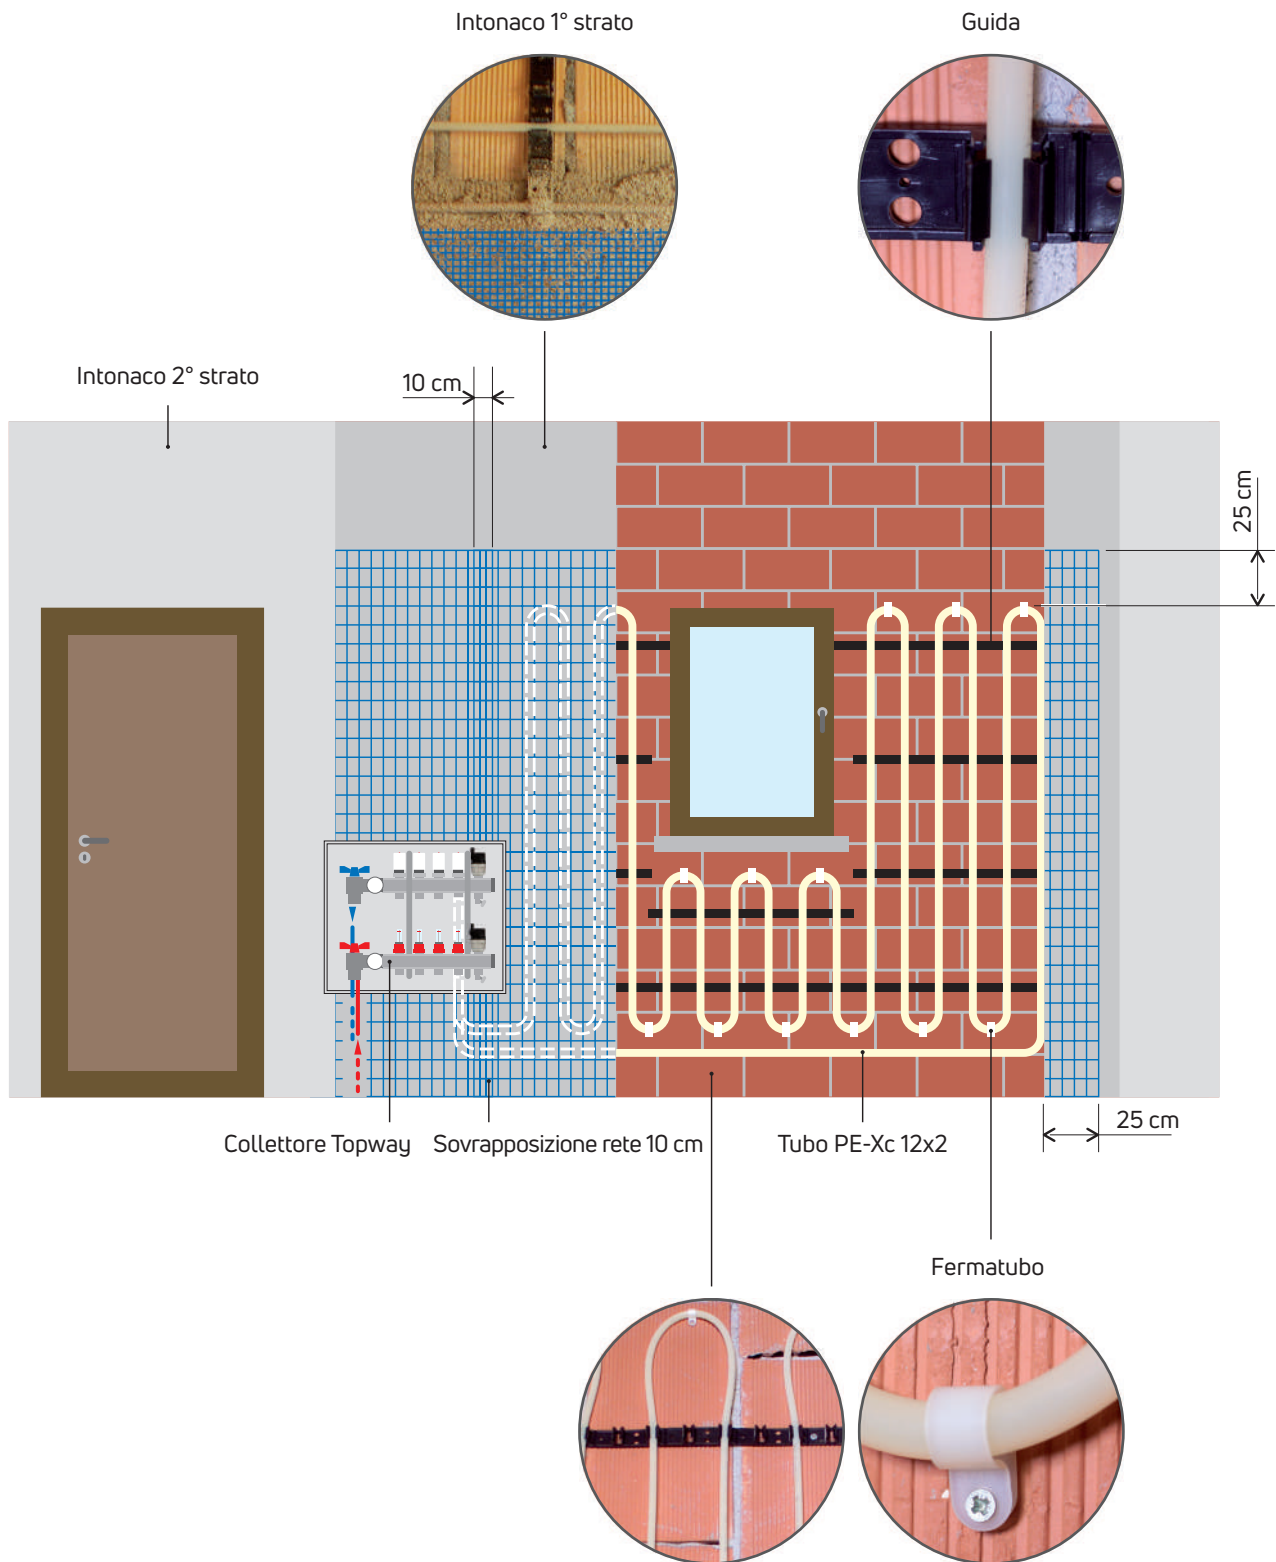 Intonaco 1° strato
Guida
Intonaco 2° strato
10 cm
25 cm
Collettore Topway
Sovrapposizione rete 10 cm
Tubo PE-Xc 12x2
25 cm
Fermatubo